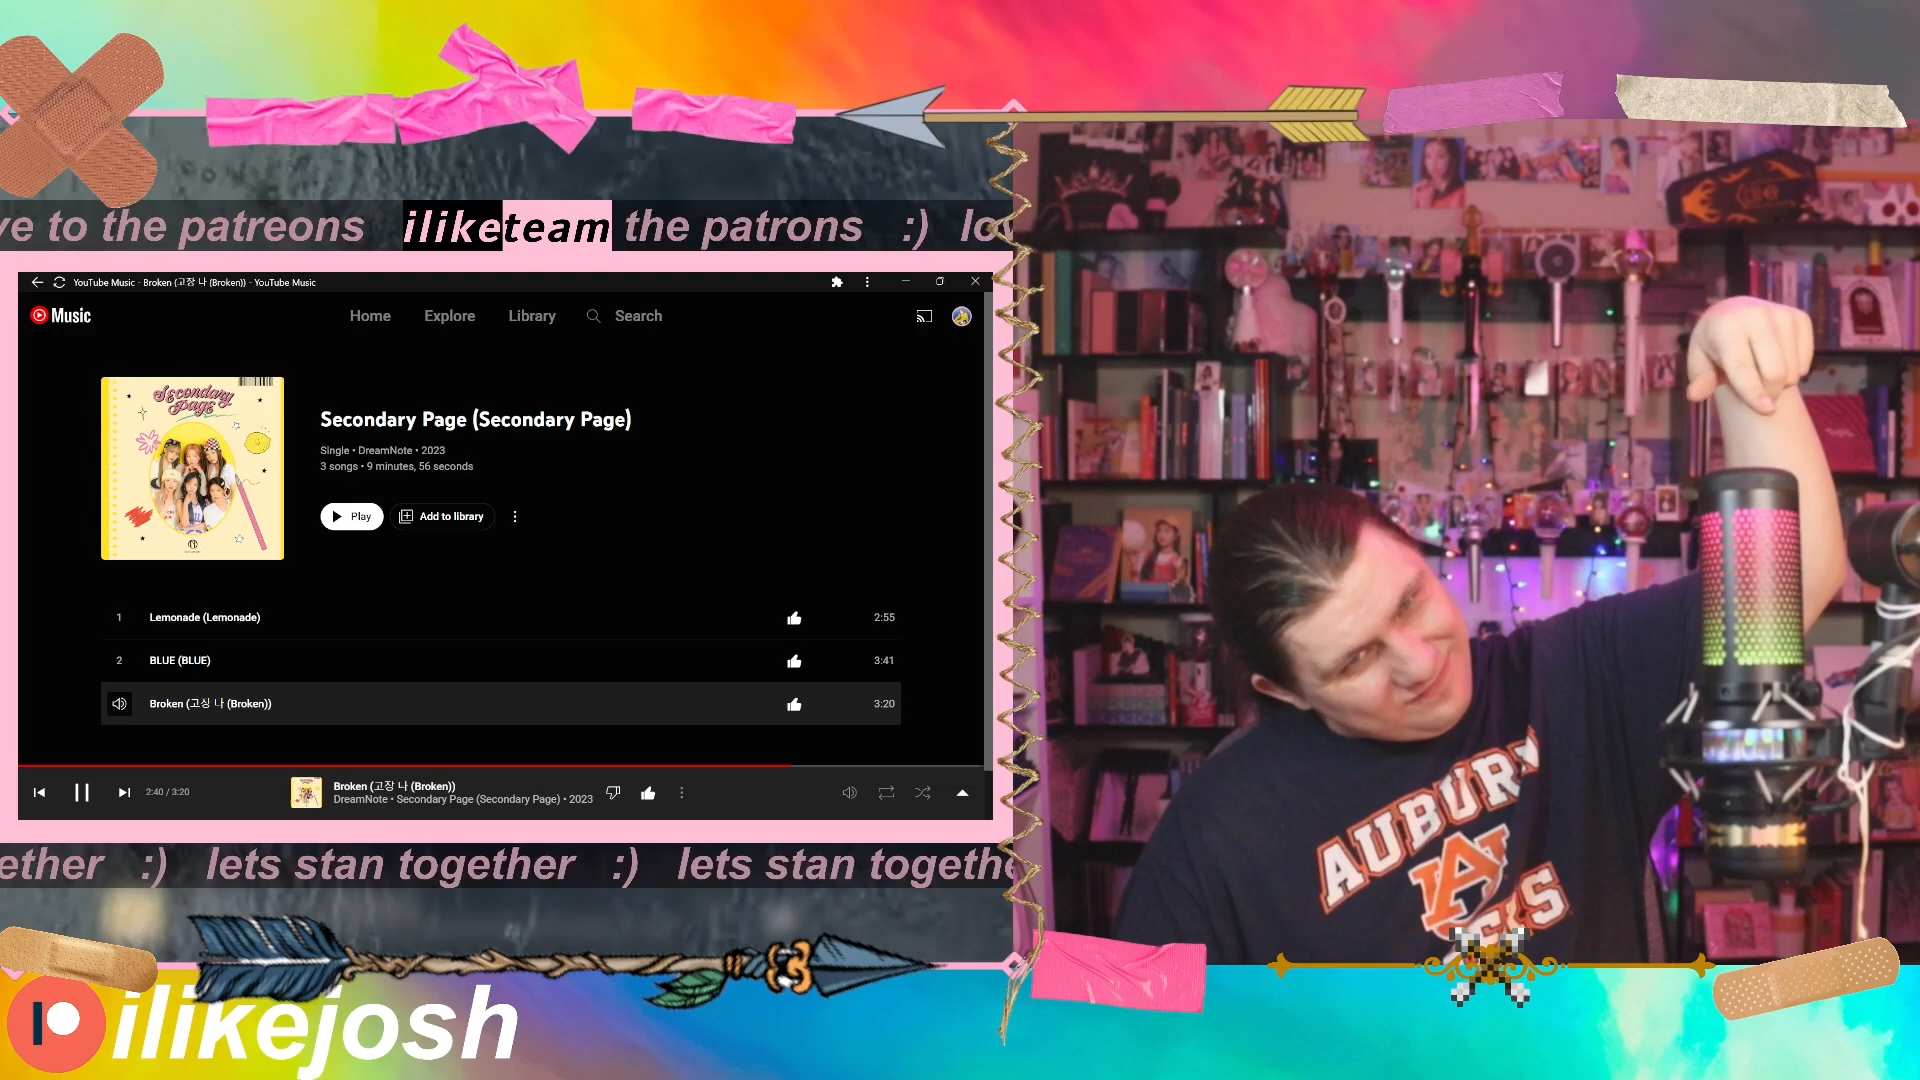 ve to the patreons iliketeam the patrons :) lov
YouTube Music - Broken (고장 나 (Broken)) - YouTube Music
Music
Home Explore Library Search
Secondary Page
Secondary Page (Secondary Page)
Single • DreamNote • 2023
3 songs • 9 minutes, 56 seconds
Play Add to library
1 Lemonade (Lemonade) 2:55
2 BLUE (BLUE) 3:41
Broken (고장 나 (Broken)) 3:20
2:40 / 3:20
Broken (고장 나 (Broken))
DreamNote • Secondary Page (Secondary Page) • 2023
AUBURN
ether :) lets stan together :) lets stan togethe
ilikejosh